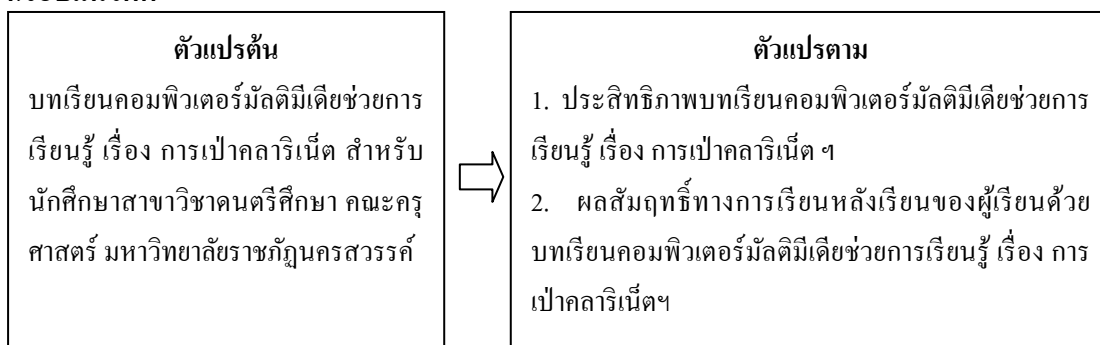 ตัวแปรต้น
บทเรียนคอมพิวเตอร์มัลติมีเดียช่วยการ
เรียนรู้ เรื่อง การเป่าคลาริเน็ต สำหรับ
นักศึกษาสาขาวิชาดนตรีศึกษา คณะครุ
ศาสตร์ มหาวิทยาลัยราชภัฏนครสวรรค์
ตัวแปรตาม
1. ประสิทธิภาพบทเรียนคอมพิวเตอร์มัลติมีเดียช่วยการ
เรียนรู้ เรื่อง การเป่าคลาริเน็ต ฯ
2. ผลสัมฤทธิ์ทางการเรียนหลังเรียนของผู้เรียนด้วย
บทเรียนคอมพิวเตอร์มัลติมีเดียช่วยการเรียนรู้ เรื่อง การ
เป่าคลาริเน็ตฯ